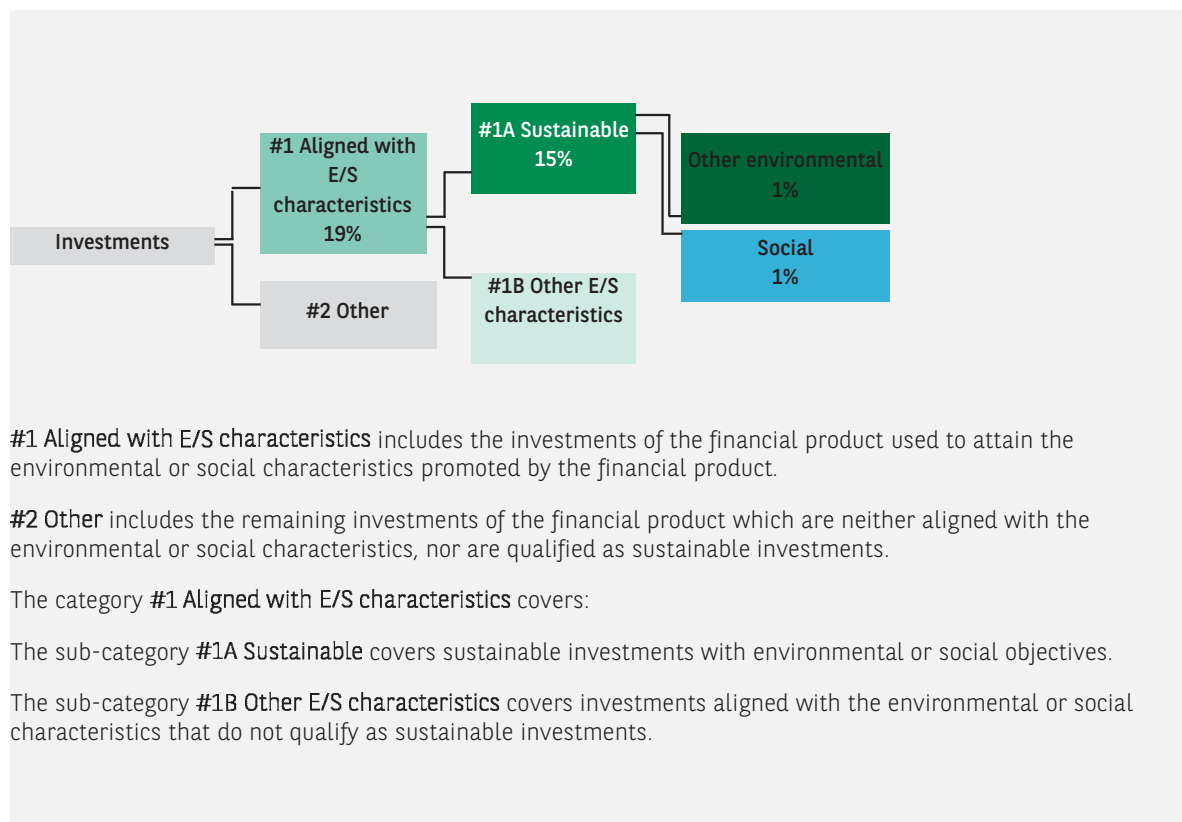 #1A Sustainable
15%
#1 Aligned with
E/S
characteristics
19%
Other environmental
1%
Investments
Social
1%
#2 Other
#1B Other E/S
characteristics
#1 Aligned with E/S characteristics includes the investments of the financial product used to attain the
environmental or social characteristics promoted by the financial product.
#2 Other includes the remaining investments of the financial product which are neither aligned with the
environmental or social characteristics, nor are qualified as sustainable investments.
The category #1 Aligned with E/S characteristics covers:
The sub-category #1A Sustainable covers sustainable investments with environmental or social objectives.
The sub-category #1B Other E/S characteristics covers investments aligned with the environmental or social
characteristics that do not qualify as sustainable investments.